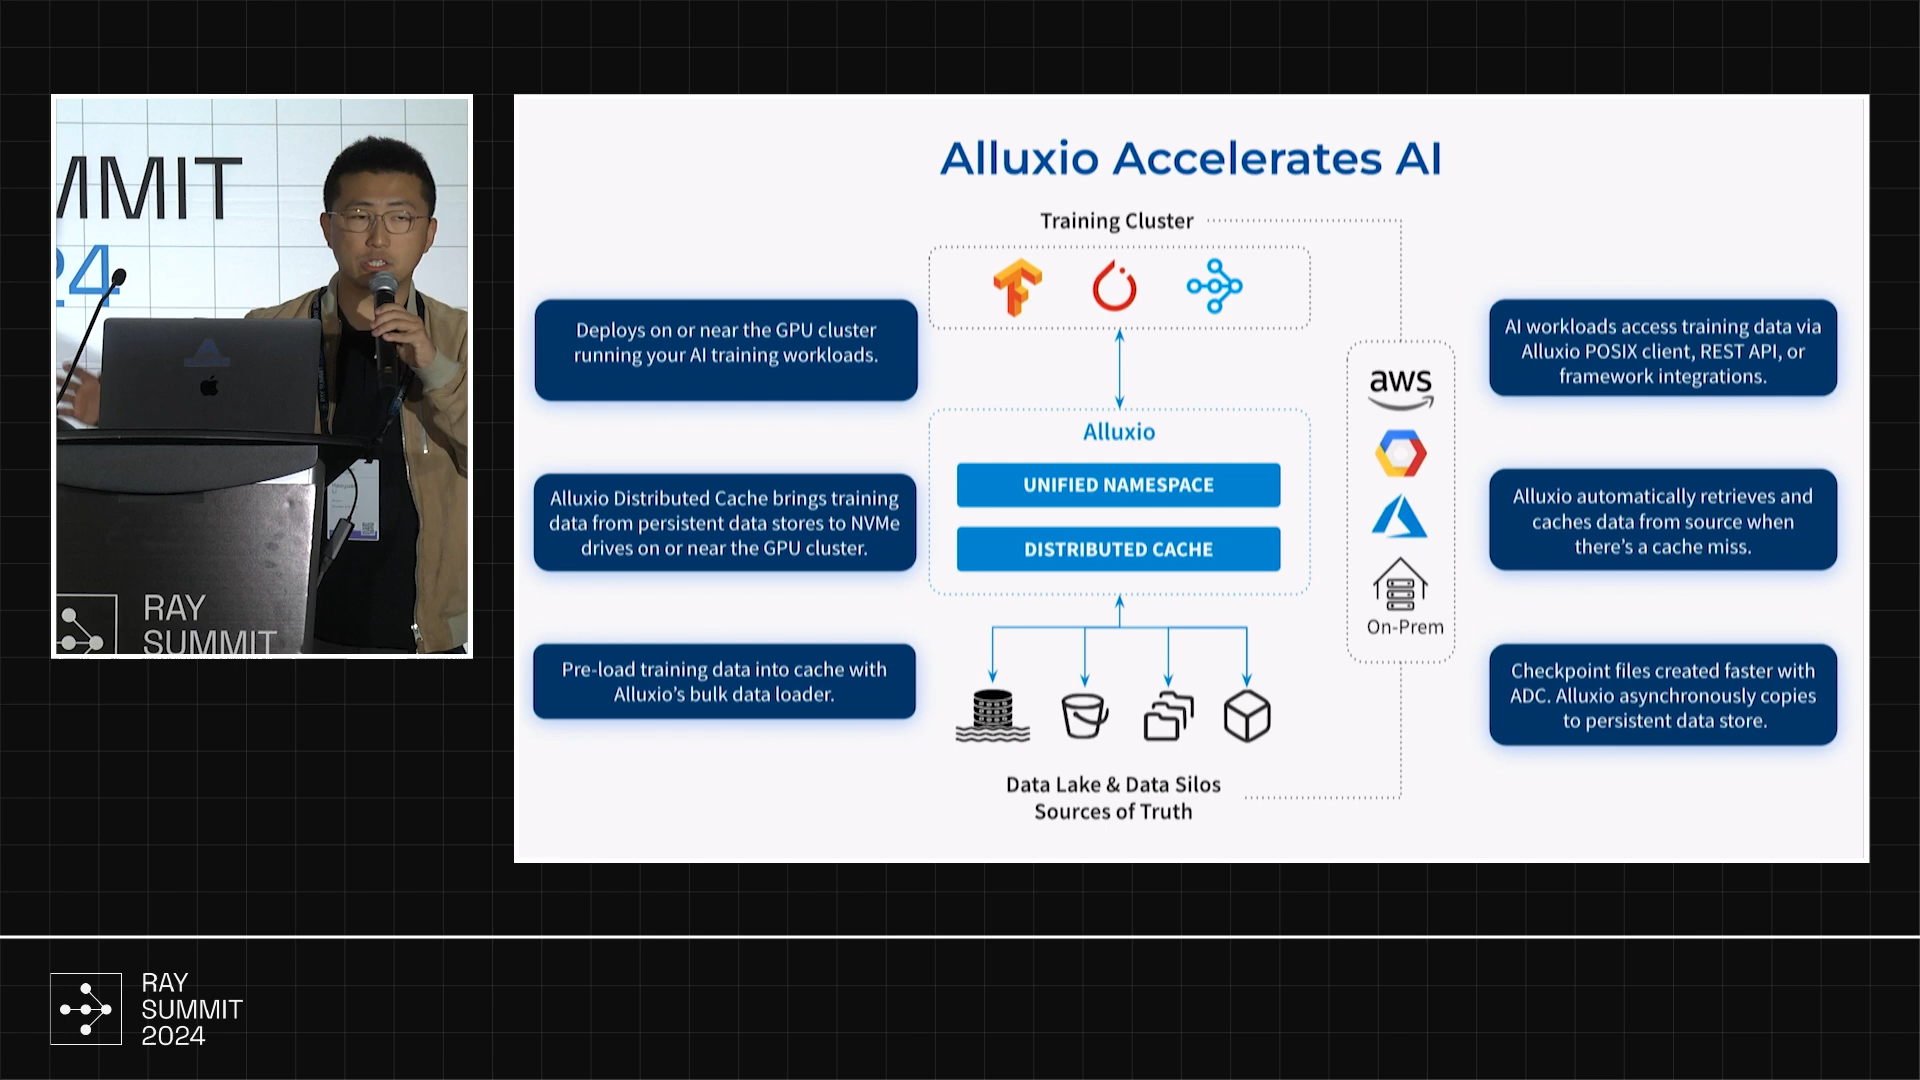 MMIT
24
RAY
SUMMIT
Alluxio Accelerates AI
Training Cluster
Deploys on or near the GPU cluster
running your AI training workloads.
Alluxio Distributed Cache brings training
data from persistent data stores to NVMe
drives on or near the GPU cluster.
Pre-load training data into cache with
Alluxio's bulk data loader.
Alluxio
UNIFIED NAMESPACE
DISTRIBUTED CACHE
Data Lake & Data Silos
Sources of Truth
aws
On-Prem
AI workloads access training data via
Alluxio POSIX client, REST API, or
framework integrations.
Alluxio automatically retrieves and
caches data from source when
there's a cache miss.
Checkpoint files created faster with
ADC. Alluxio asynchronously copies
to persistent data store.
RAY
SUMMIT
2024